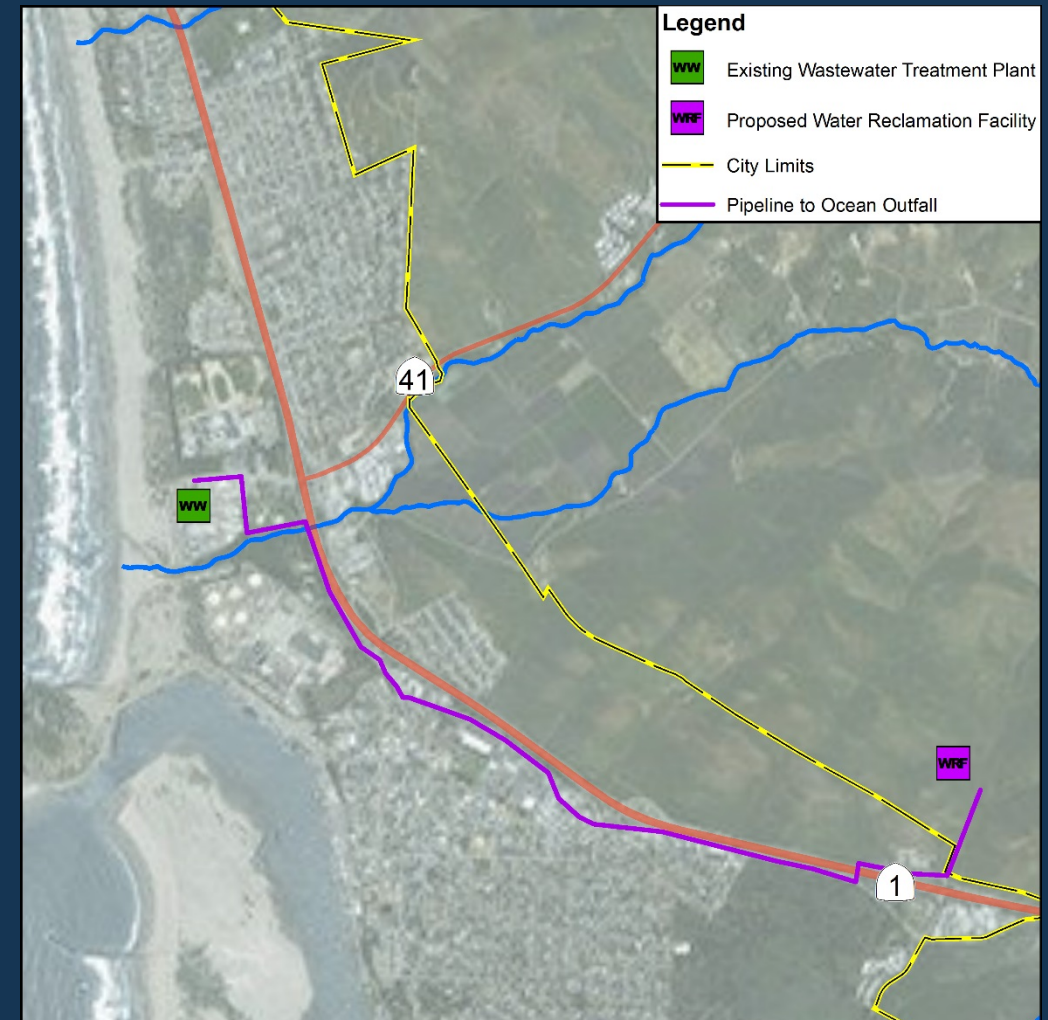 Legend
WW Existing Wastewater Treatment Plant
WRF Proposed Water Reclamation Facility
City Limits
Pipeline to Ocean Outfall
41
WW
WRF
1